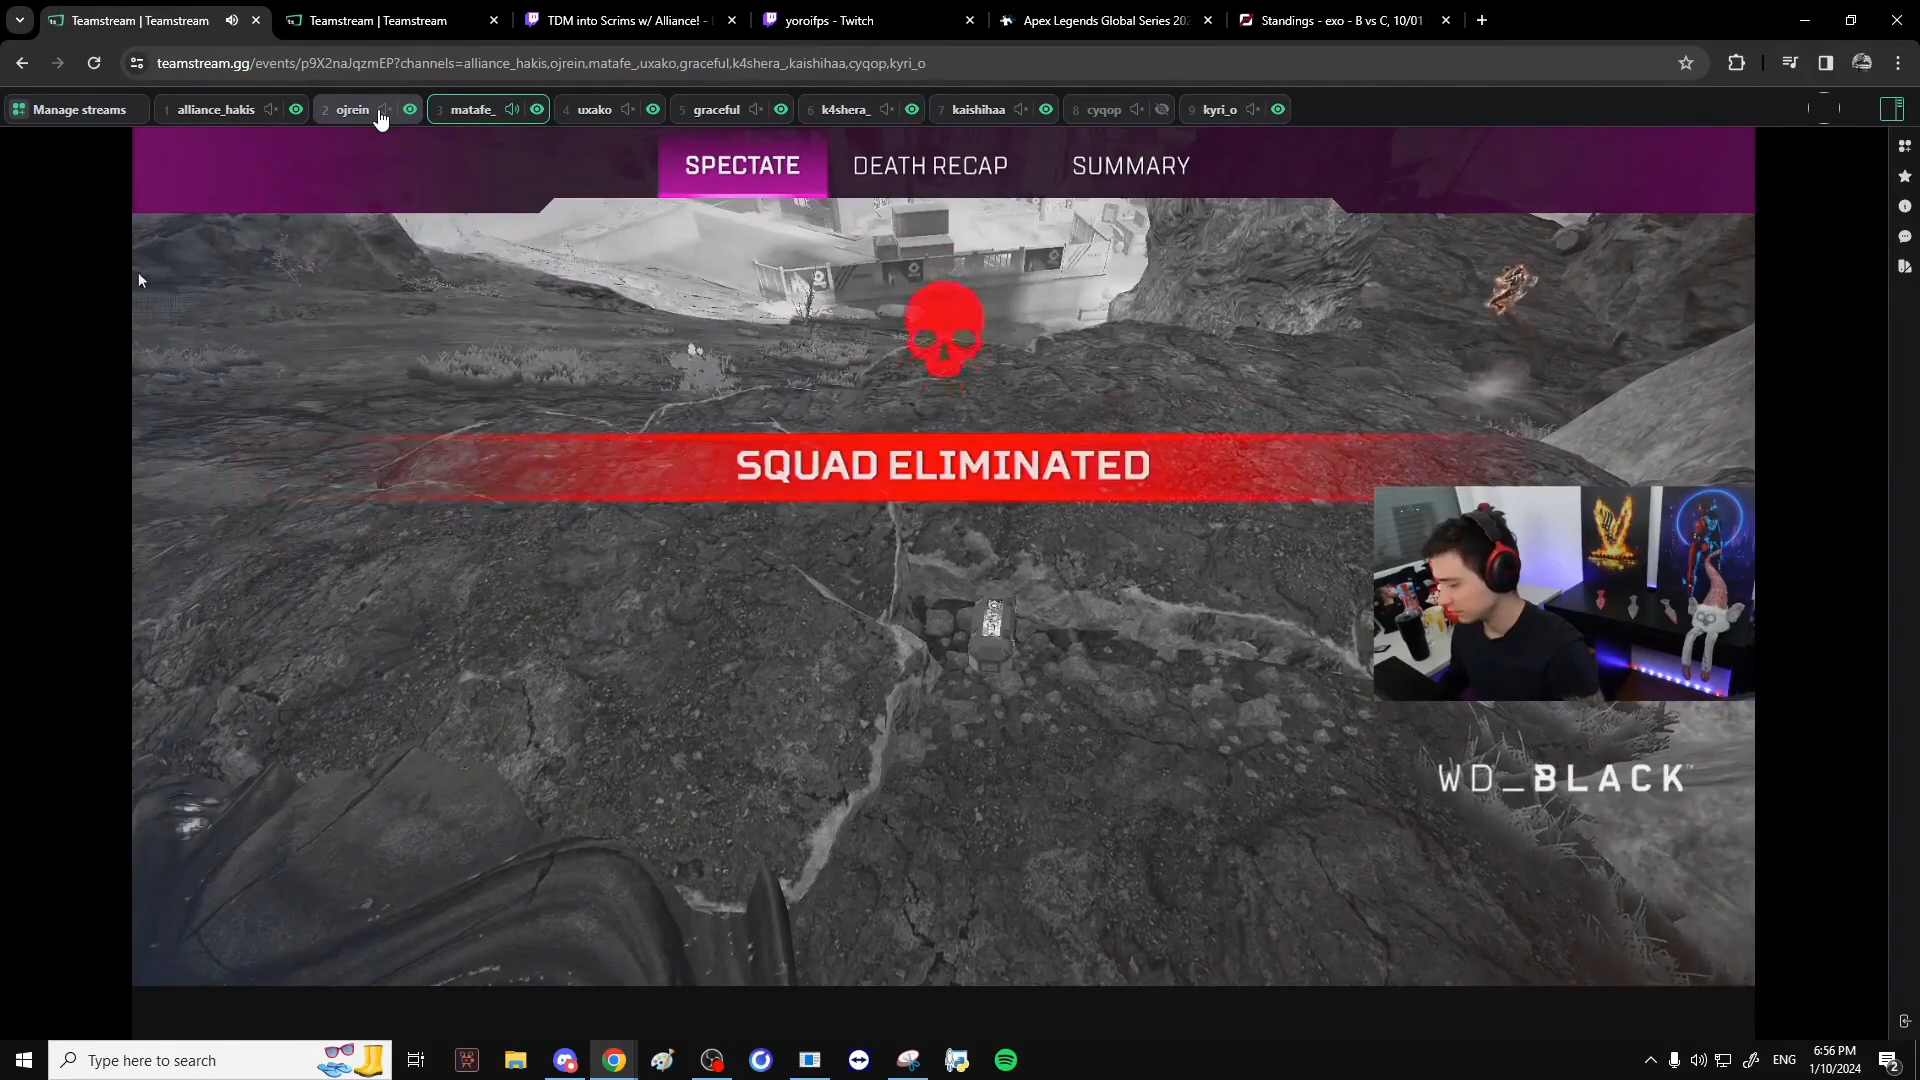 Teamstream | Teamstream
Teamstream | Teamstream
TDM into Scrims w/ Alliance! -
yoroifps - Twitch
Apex Legends Global Series 202
Standings - exo - B vs C, 10/01
teamstream.gg/events/p9X2naJqzmEP?channels=alliance_hakis,ojrein,matafe_,uxako,graceful,k4shera_,kaishihaa,cyqop,kyri_o
Manage streams
1 alliance_hakis
2 ojrein
3 matafe_
4 uxako
5 graceful
6 k4shera_
7 kaishihaa
8 cyqop
9 kyri_o
SPECTATE
DEATH RECAP
SUMMARY
SQUAD ELIMINATED
WD_BLACK™
Type here to search
ENG
6:56 PM
1/10/2024
2